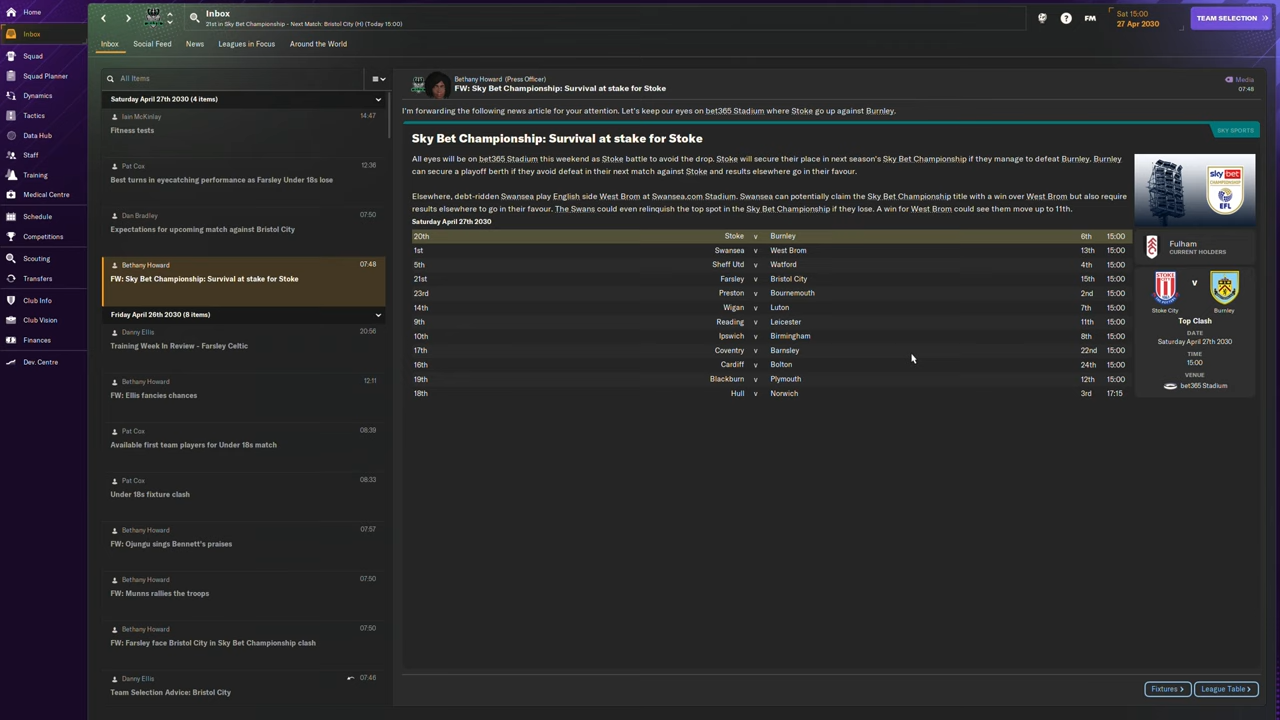 Home
Inbox
Squad
Squad Planner
Dynamics
Tactics
Data Hub
Staff
Training
Medical Centre
Schedule
Competitions
Scouting
Transfers
Club Info
Club Vision
Finances
Dev. Centre
Inbox
21st in Sky Bet Championship - Next Match: Bristol City (H) (Today 15:00)
FM
Sat 15:00
27 Apr 2030
TEAM SELECTION
Inbox Social Feed News Leagues in Focus Around the World
All Items
Saturday April 27th 2030 (4 items)
Iain McKinlay 14:47
Fitness tests
Pat Cox 12:36
Best turns in eyecatching performance as Farsley Under 18s lose
Dan Bradley 07:50
Expectations for upcoming match against Bristol City
Bethany Howard 07:48
FW: Sky Bet Championship: Survival at stake for Stoke
Friday April 26th 2030 (8 items)
Danny Ellis 20:56
Training Week In Review - Farsley Celtic
Bethany Howard 12:11
FW: Ellis fancies chances
Pat Cox 08:39
Available first team players for Under 18s match
Pat Cox 08:33
Under 18s fixture clash
Bethany Howard 07:57
FW: Ojungu sings Bennett's praises
Bethany Howard 07:50
FW: Munns rallies the troops
Bethany Howard 07:50
FW: Farsley face Bristol City in Sky Bet Championship clash
Danny Ellis 07:46
Team Selection Advice: Bristol City
Bethany Howard (Press Officer)
FW: Sky Bet Championship: Survival at stake for Stoke
Media
07:48
I'm forwarding the following news article for your attention. Let's keep our eyes on bet365 Stadium where Stoke go up against Burnley.
SKY SPORTS
Sky Bet Championship: Survival at stake for Stoke
All eyes will be on bet365 Stadium this weekend as Stoke battle to avoid the drop. Stoke will secure their place in next season's Sky Bet Championship if they manage to defeat Burnley. Burnley
can secure a playoff berth if they avoid defeat in their next match against Stoke and results elsewhere go in their favour.
Elsewhere, debt-ridden Swansea play English side West Brom at Swansea.com Stadium. Swansea can potentially claim the Sky Bet Championship title with a win over West Brom but also require
results elsewhere to go in their favour. The Swans could even relinquish the top spot in the Sky Bet Championship if they lose. A win for West Brom could see them move up to 11th.
Saturday April 27th 2030
20th Stoke v Burnley 6th 15:00
1st Swansea v West Brom 13th 15:00
5th Sheff Utd v Watford 4th 15:00
21st Farsley v Bristol City 15th 15:00
23rd Preston v Bournemouth 2nd 15:00
14th Wigan v Luton 7th 15:00
9th Reading v Leicester 11th 15:00
10th Ipswich v Birmingham 8th 15:00
17th Coventry v Barnsley 22nd 15:00
16th Cardiff v Bolton 24th 15:00
19th Blackburn v Plymouth 12th 15:00
18th Hull v Norwich 3rd 17:15
sky bet
CHAMPIONSHIP
EFL
Fulham
CURRENT HOLDERS
V
Stoke City Burnley
Top Clash
DATE
Saturday April 27th 2030
TIME
15:00
VENUE
bet365 Stadium
Fixtures League Table